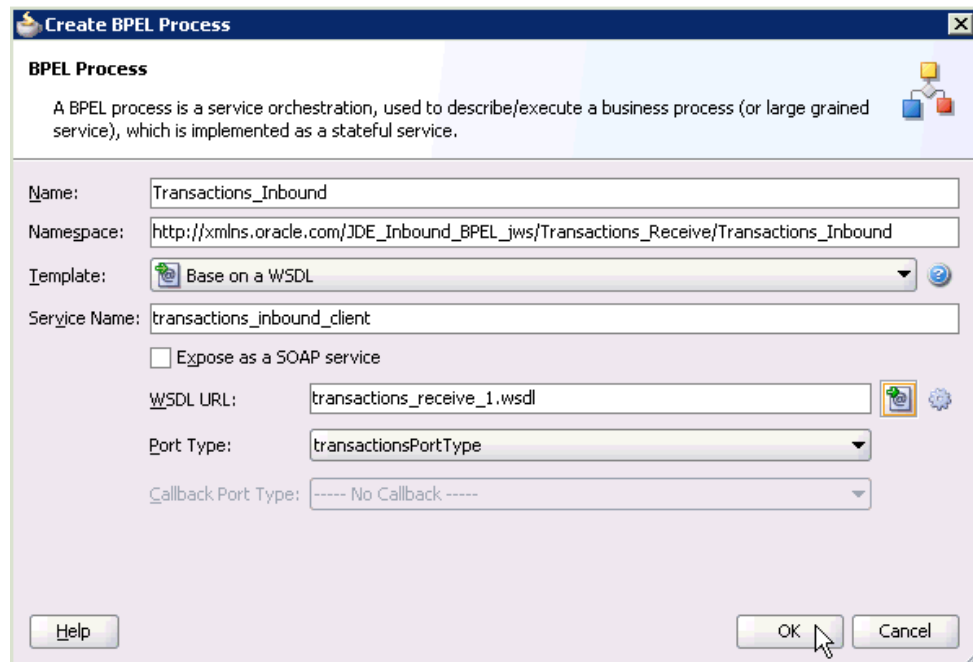 Create BPEL Process
BPEL Process
A BPEL process is a service orchestration, used to describe/execute a business process (or large grained
service), which is implemented as a stateful service.
Name: Transactions_Inbound
Namespace: http://xmlns.oracle.com/JDE_Inbound_BPEL_jws/Transactions_Receive/Transactions_Inbound
Template: Base on a WSDL
Service Name: transactions_inbound_client
Expose as a SOAP service
WSDL URL: transactions_receive_1.wsdl
Port Type: transactionsPortType
Callback Port Type: ----- No Callback -----
Help OK Cancel